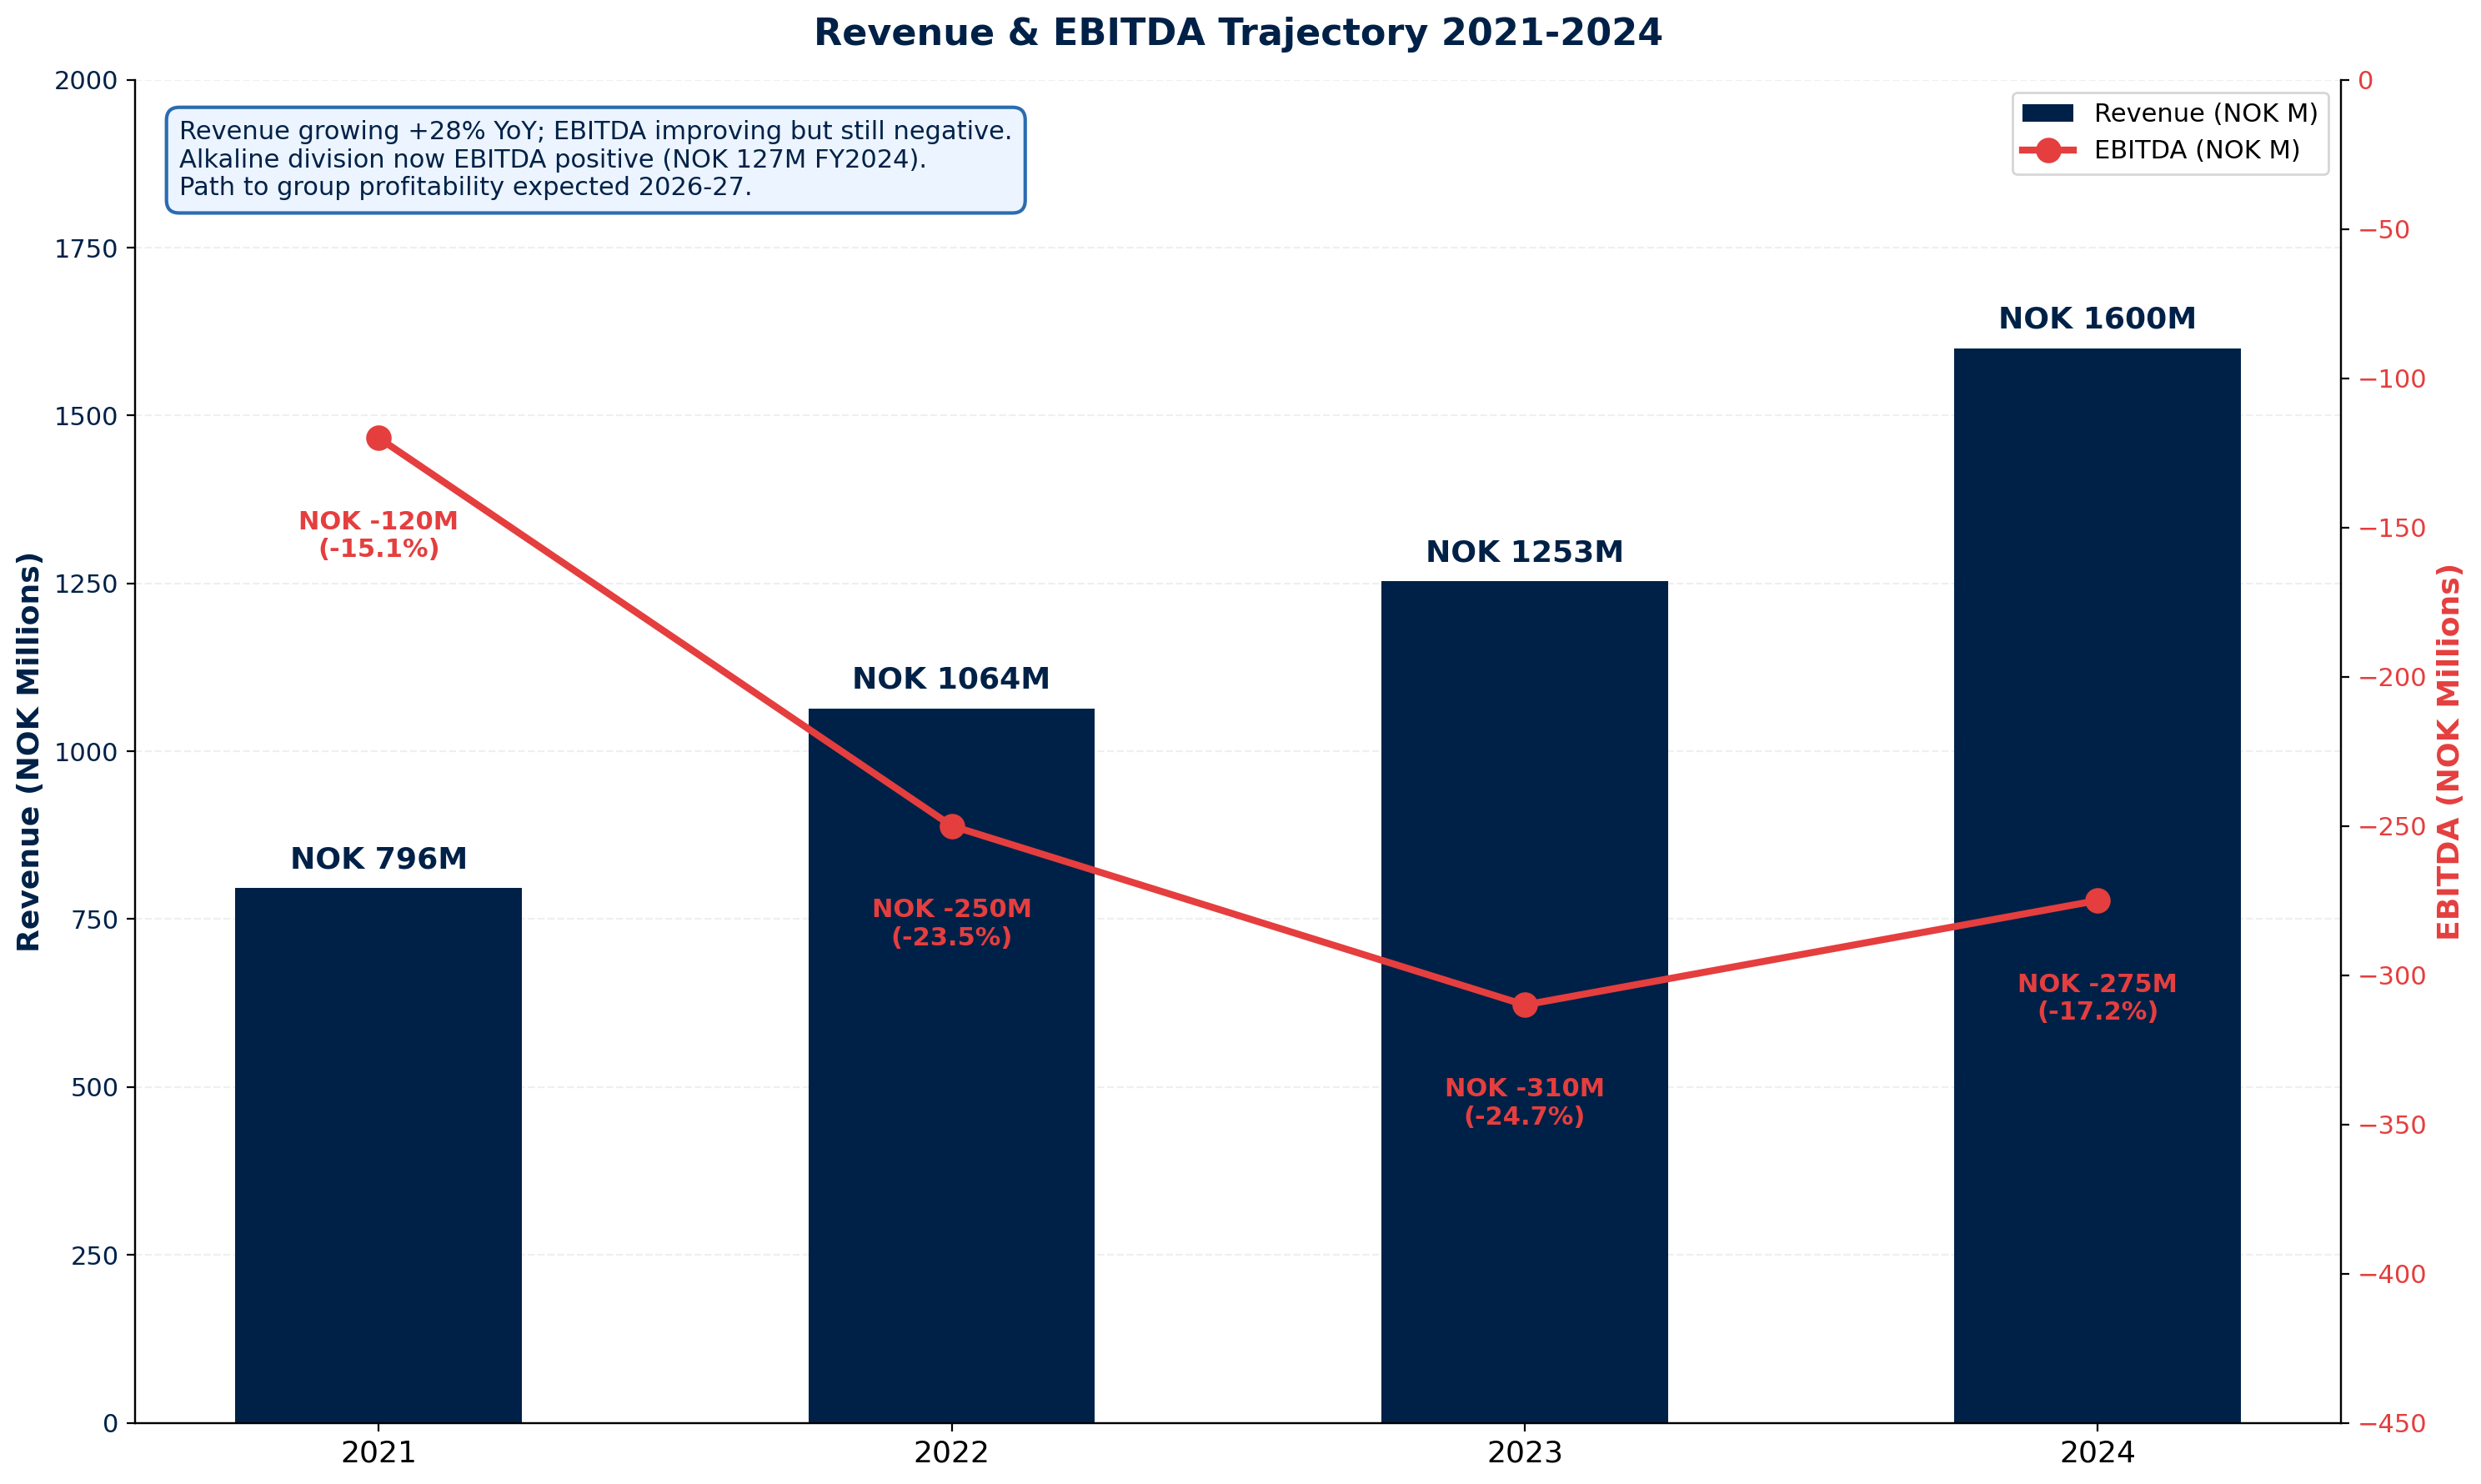 Revenue & EBITDA Trajectory 2021-2024
Revenue growing +28% YoY; EBITDA improving but still negative.
Alkaline division now EBITDA positive (NOK 127M FY2024).
Path to group profitability expected 2026-27.
Revenue (NOK M)
EBITDA (NOK M)
Revenue (NOK Millions)
2000
1750
1500
1250
1000
750
500
250
0
NOK 796M
NOK 1064M
NOK 1253M
NOK 1600M
NOK -120M
(-15.1%)
NOK -250M
(-23.5%)
NOK -310M
(-24.7%)
NOK -275M
(-17.2%)
0
−50
−100
−150
−200
−250
−300
−350
−400
−450
EBITDA (NOK Millions)
2021
2022
2023
2024